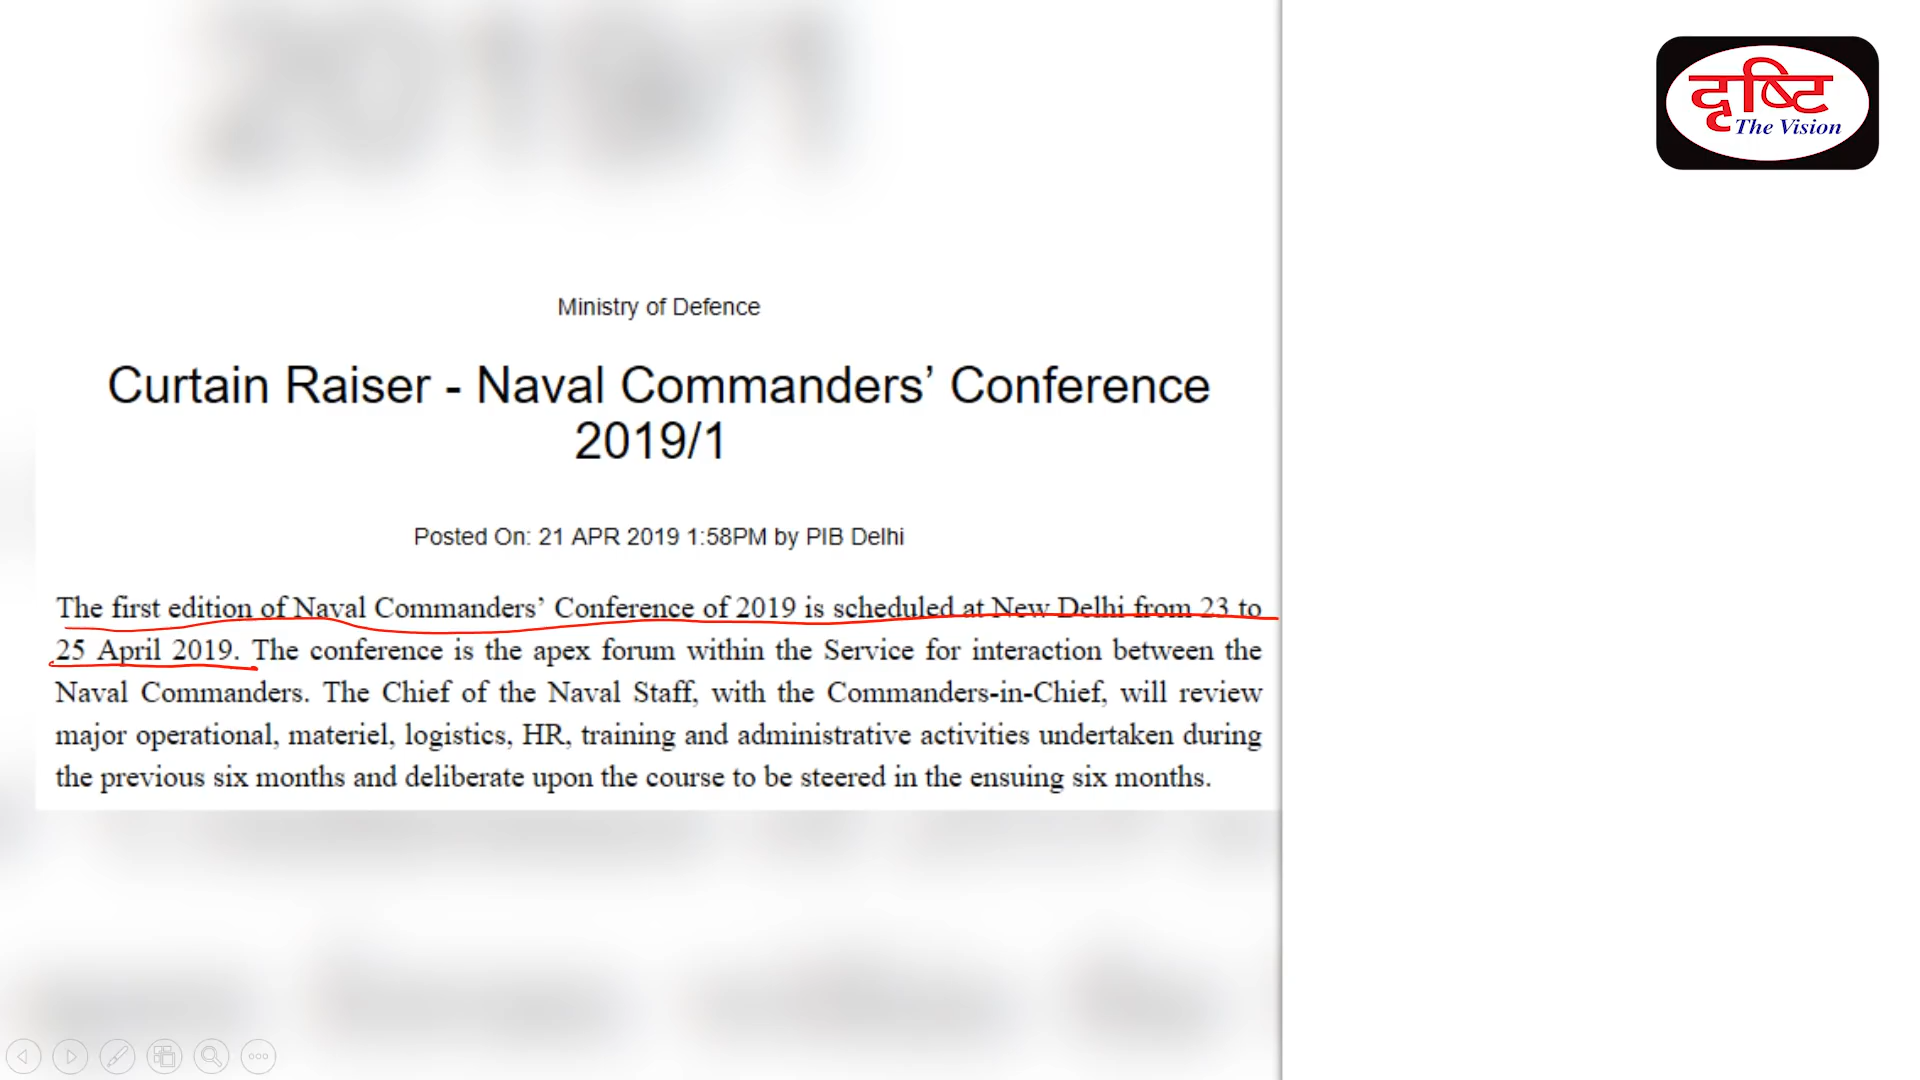 दृष्टि
The Vision
Ministry of Defence
Curtain Raiser - Naval Commanders’ Conference
2019/1
Posted On: 21 APR 2019 1:58PM by PIB Delhi
The first edition of Naval Commanders’ Conference of 2019 is scheduled at New Delhi from 23 to
25 April 2019. The conference is the apex forum within the Service for interaction between the
Naval Commanders. The Chief of the Naval Staff, with the Commanders-in-Chief, will review
major operational, materiel, logistics, HR, training and administrative activities undertaken during
the previous six months and deliberate upon the course to be steered in the ensuing six months.